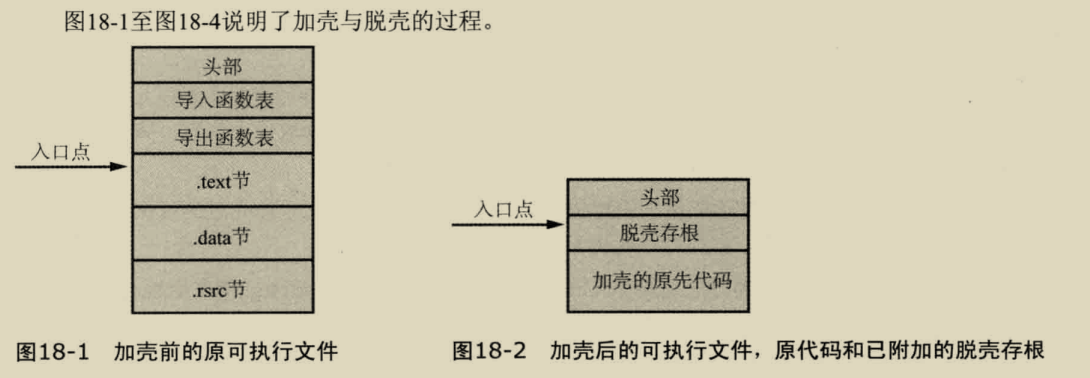 图18-1至图18-4说明了加壳与脱壳的过程。
头部
导入函数表
导出函数表
入口点
.text节
.data节
.rsrc节
图18-1 加壳前的原可执行文件
头部
入口点
脱壳存根
加壳的原先代码
图18-2 加壳后的可执行文件，原代码和已附加的脱壳存根